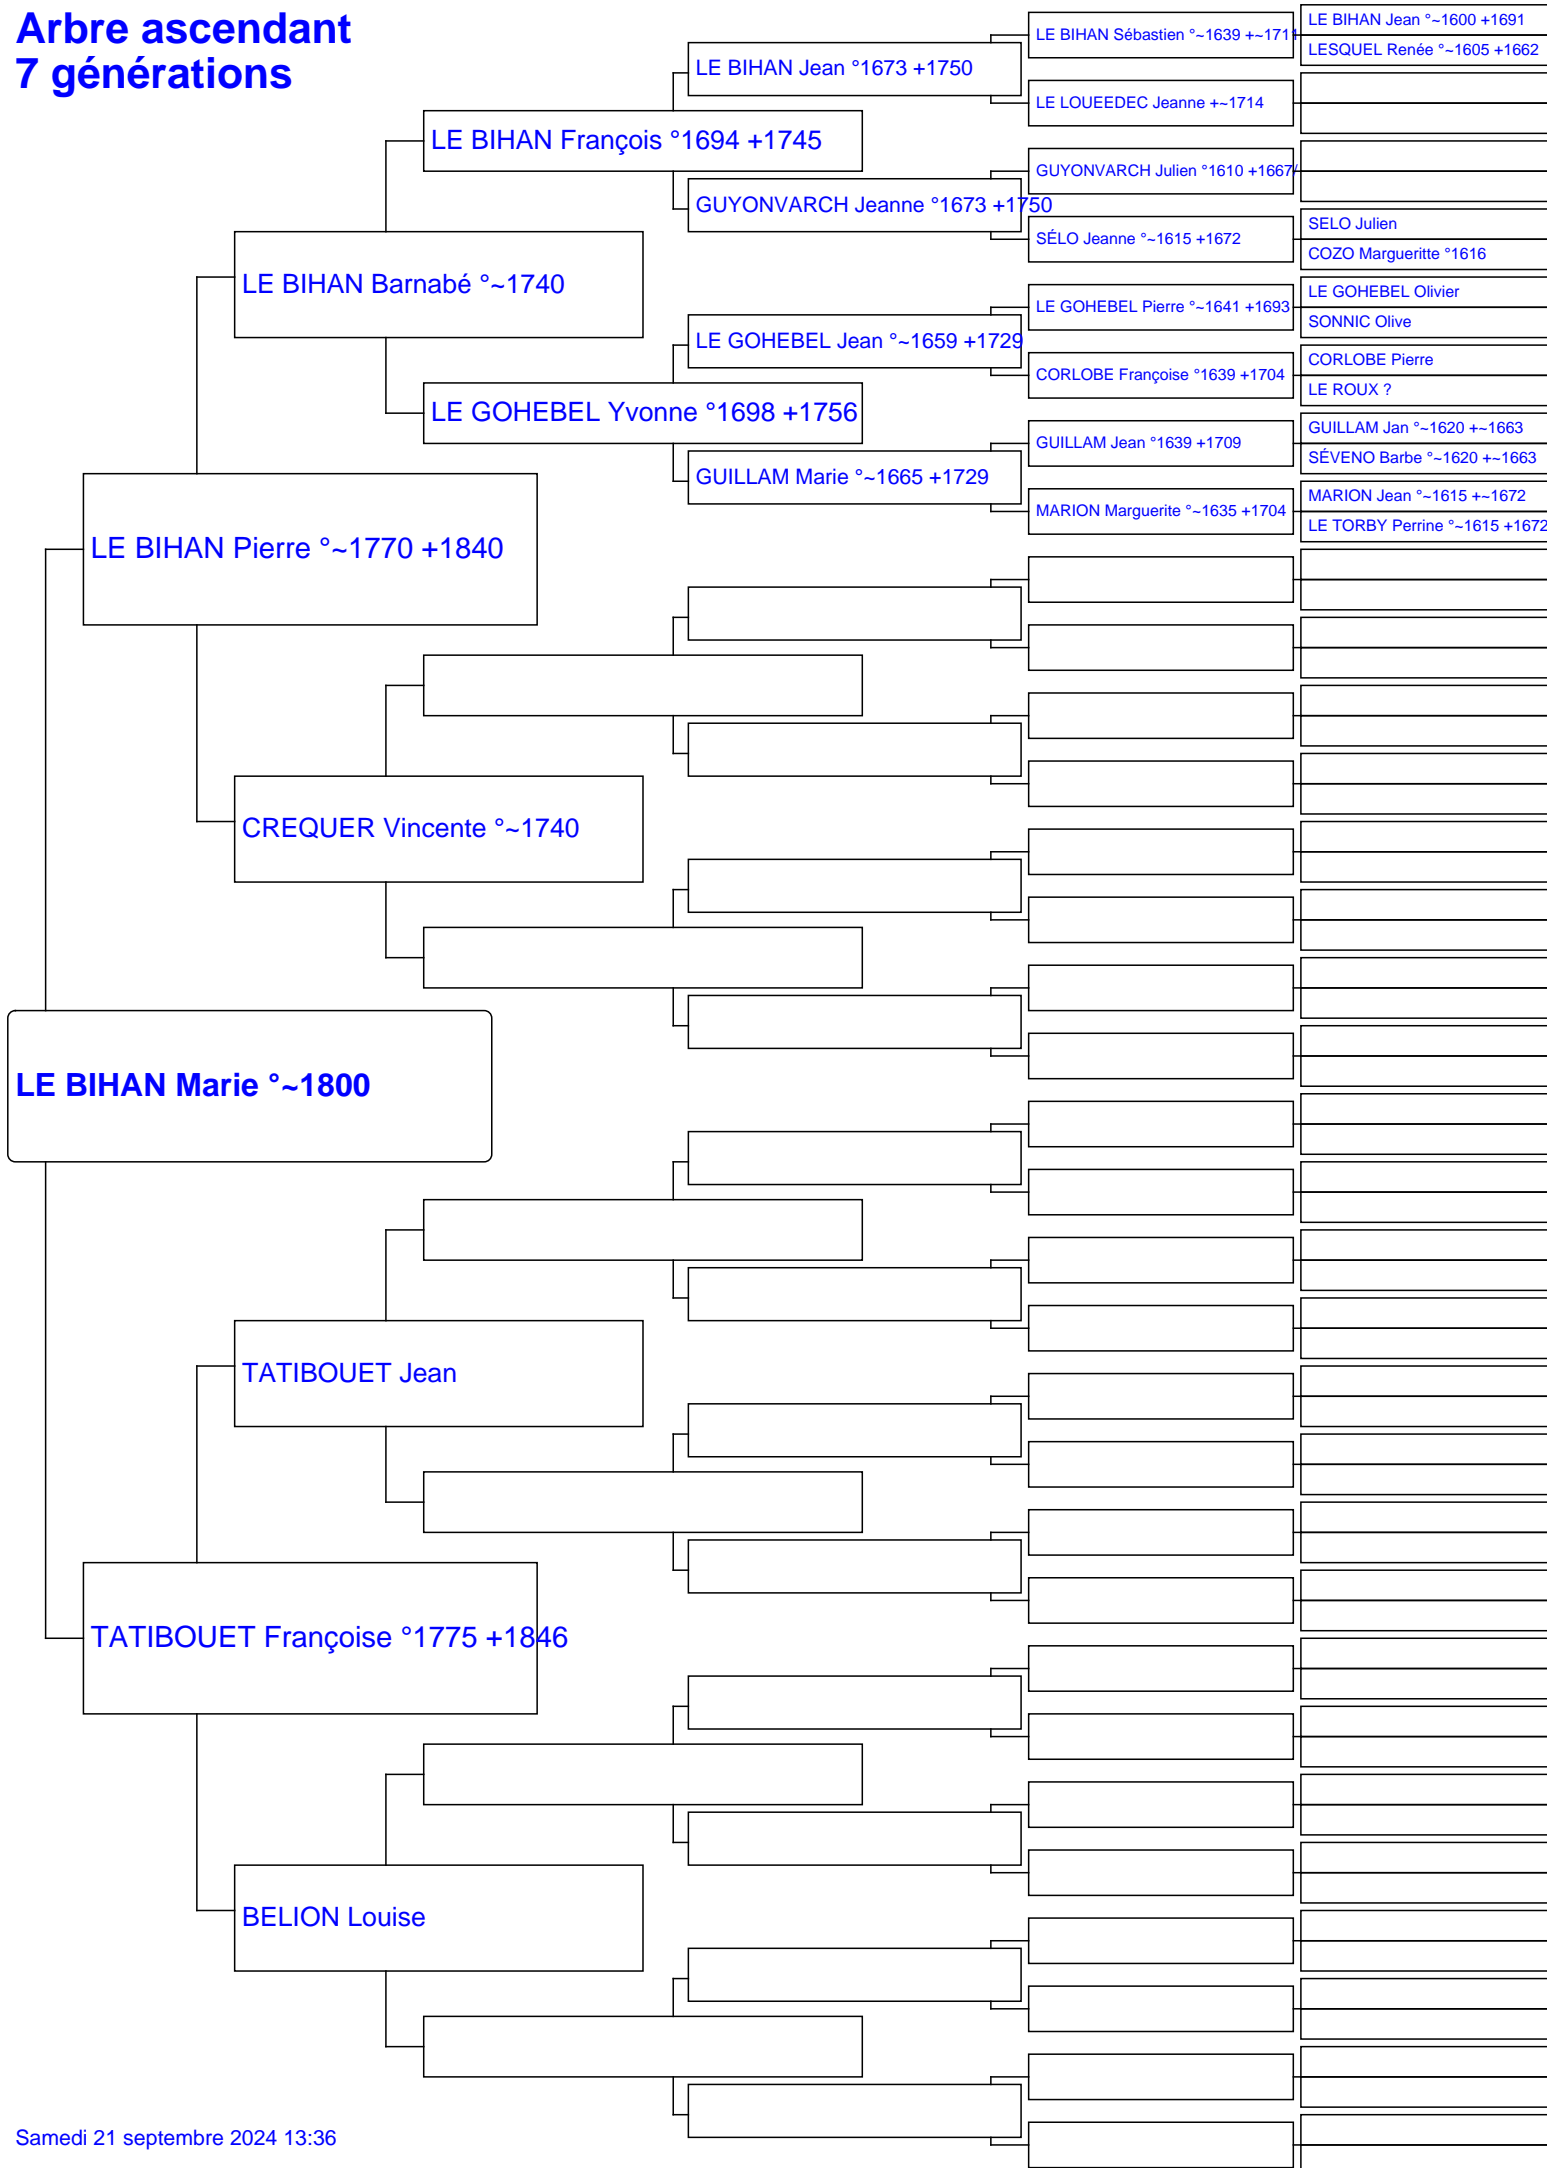 Arbre ascendant
7 générations
LE BIHAN Marie °~1800
LE BIHAN Pierre °~1770 +1840
TATIBOUET Françoise °1775 +1846
LE BIHAN Barnabé °~1740
CREQUER Vincente °~1740
TATIBOUET Jean
BELION Louise
LE BIHAN François °1694 +1745
LE GOHEBEL Yvonne °1698 +1756
LE BIHAN Jean °1673 +1750
GUYONVARCH Jeanne °1673 +1750
LE GOHEBEL Jean °~1659 +1729
GUILLAM Marie °~1665 +1729
LE BIHAN Sébastien °~1639 +~1711
LE LOUEEDEC Jeanne +~1714
GUYONVARCH Julien °1610 +1667/
SÉLO Jeanne °~1615 +1672
LE GOHEBEL Pierre °~1641 +1693
CORLOBE Françoise °1639 +1704
GUILLAM Jean °1639 +1709
MARION Marguerite °~1635 +1704
LE BIHAN Jean °~1600 +1691
LESQUEL Renée °~1605 +1662
SELO Julien
COZO Margueritte °1616
LE GOHEBEL Olivier
SONNIC Olive
CORLOBE Pierre
LE ROUX ?
GUILLAM Jan °~1620 +~1663
SÉVENO Barbe °~1620 +~1663
MARION Jean °~1615 +~1672
LE TORBY Perrine °~1615 +1672
Samedi 21 septembre 2024 13:36